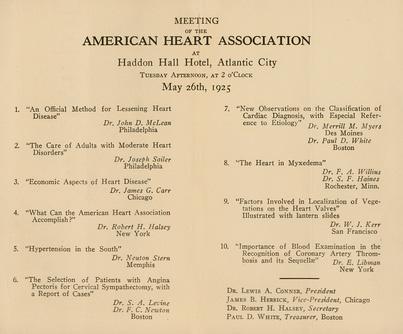 MEETING
OF THE
AMERICAN HEART ASSOCIATION
AT
Haddon Hall Hotel, Atlantic City
Tuesday Afternoon, at 2 o'Clock
May 26th, 1925
1. "An Official Method for Lessening Heart
Disease"
Dr. John D. McLean
Philadelphia
2. "The Care of Adults with Moderate Heart
Disorders"
Dr. Joseph Sailer
Philadelphia
3. "Economic Aspects of Heart Disease"
Dr. James G. Carr
Chicago
4. "What Can the American Heart Association
Accomplish?"
Dr. Robert H. Halsey
New York
5. "Hypertension in the South"
Dr. Neuton Stern
Memphis
6. "The Selection of Patients with Angina
Pectoris for Cervical Sympathectomy, with
a Report of Cases"
Dr. S. A. Levine
Dr. F. C. Newton
Boston
7. "New Observations on the Classification of
Cardiac Diagnosis, with Especial Refer-
ence to Etiology"
Dr. Merrill M. Myers
Des Moines
Dr. Paul D. White
Boston
8. "The Heart in Myxedema"
Dr. F. A. Willius
Dr. S. F. Haines
Rochester, Minn.
9. "Factors Involved in Localization of Vege-
tations on the Heart Valves"
Illustrated with lantern slides
Dr. W. J. Kerr
San Francisco
10. "Importance of Blood Examination in the
Recognition of Coronary Artery Throm-
bosis and its Sequellæ"
Dr. E. Libman
New York
Dr. Lewis A. Conner, President
James B. Herrick, Vice-President, Chicago
Dr. Robert H. Halsey, Secretary
Paul D. White, Treasurer, Boston